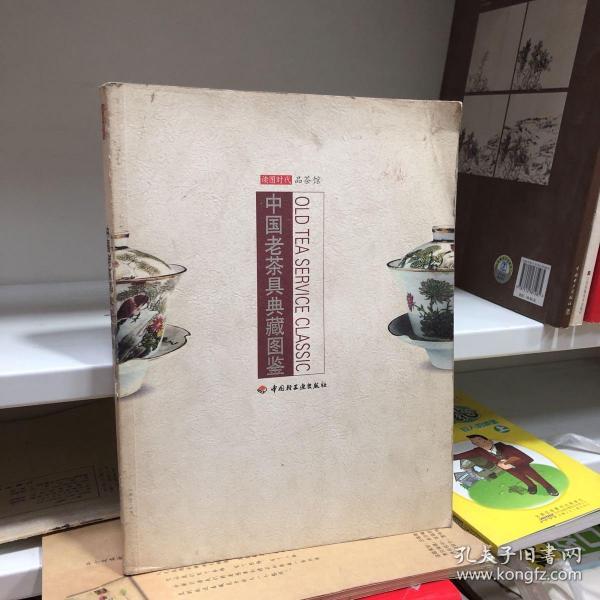 读图时代 品茶馆
中国老茶具典藏图鉴
OLD TEA SERVICE CLASSIC
中国轻工业出版社
孔夫子旧书网
www.kongfz.com